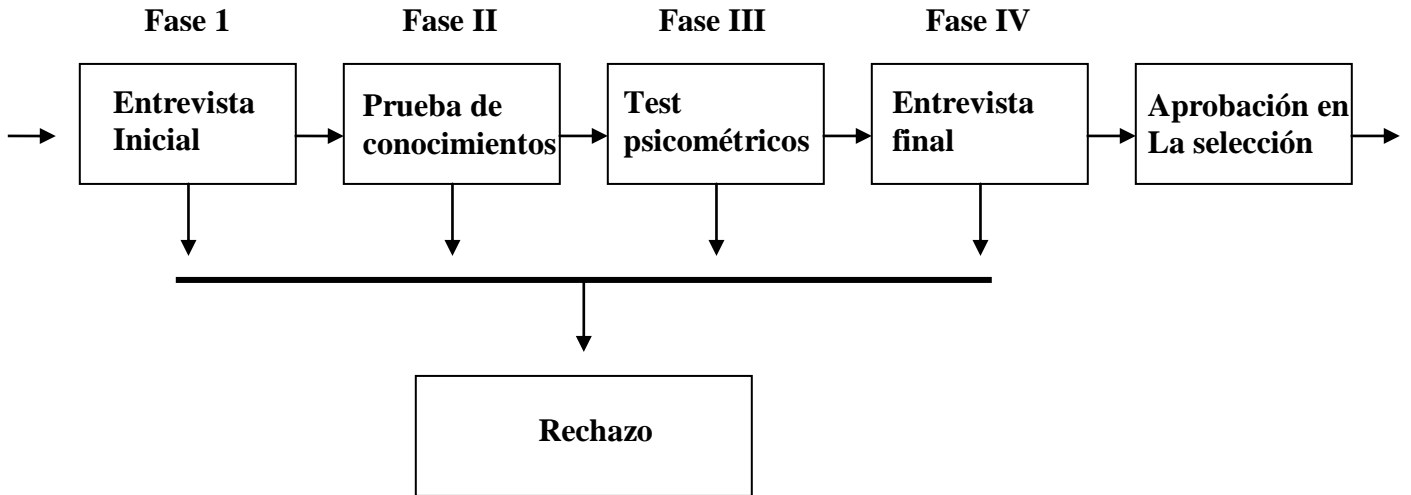 Fase 1
Fase II
Fase III
Fase IV
Entrevista
Inicial
Prueba de
conocimientos
Test
psicométricos
Entrevista
final
Aprobación en
La selección
Rechazo